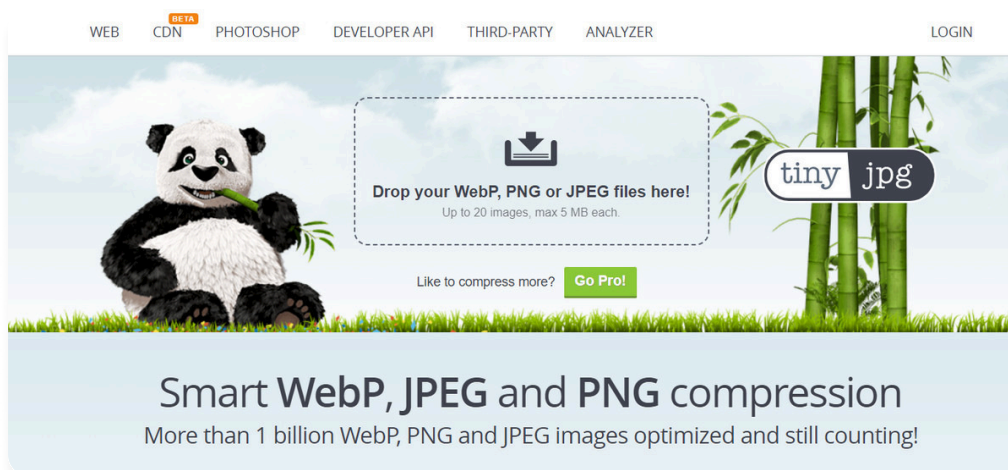 BETA
WEB CDN PHOTOSHOP DEVELOPER API THIRD-PARTY ANALYZER LOGIN
Drop your WebP, PNG or JPEG files here!
Up to 20 images, max 5 MB each.
tiny jpg
Like to compress more? Go Pro!
Smart WebP, JPEG and PNG compression
More than 1 billion WebP, PNG and JPEG images optimized and still counting!